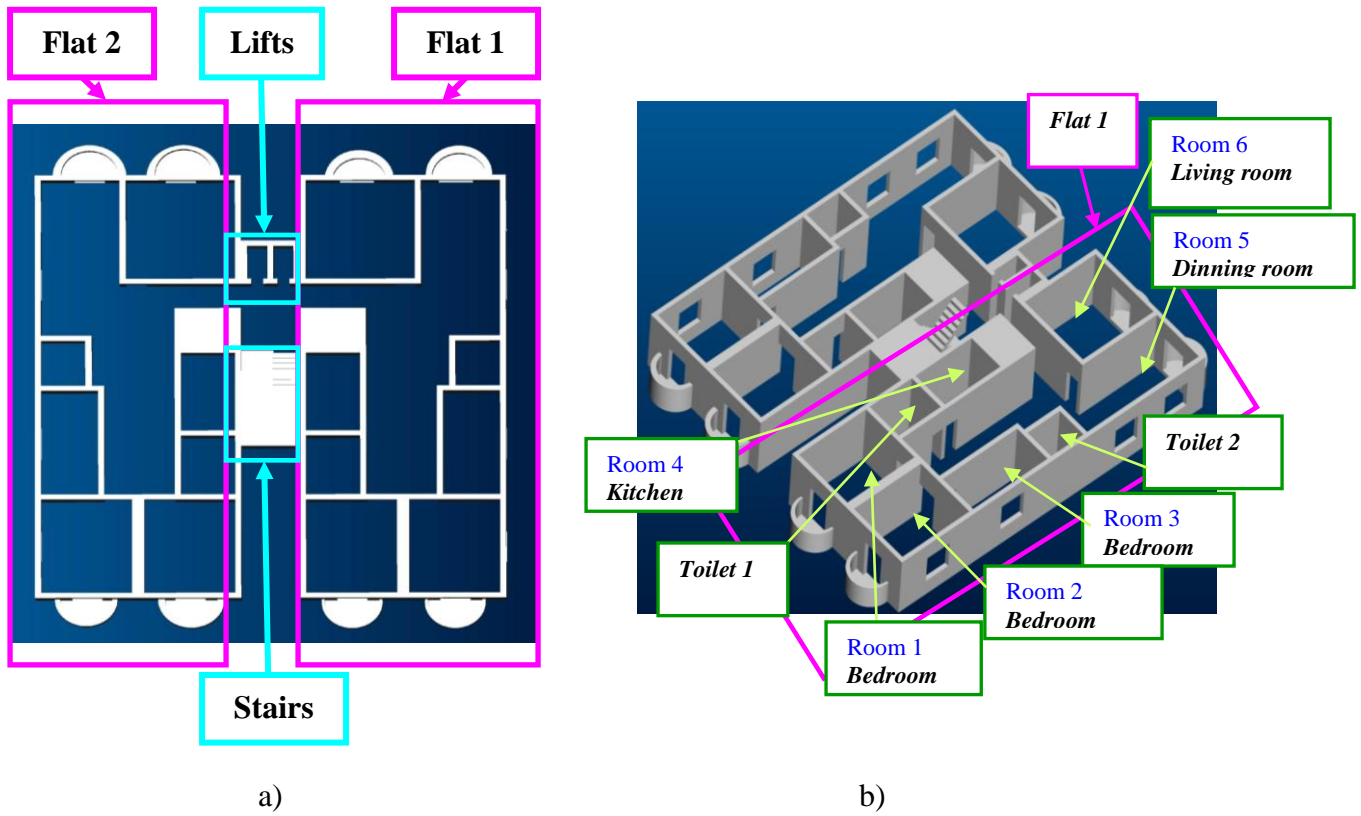 Flat 2
Lifts
Flat 1
Stairs
a)
Flat 1
Room 6
Living room
Room 5
Dinning room
Toilet 2
Room 4
Kitchen
Room 3
Bedroom
Toilet 1
Room 2
Bedroom
Room 1
Bedroom
b)